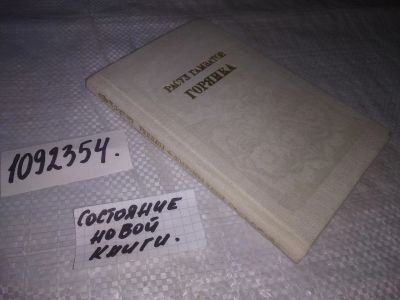 РАСУЛ ГАМЗАТОВ
ГОРЯНКА
1092354.
СОСТОЯНИЕ
НОВОЙ
КНИГИ.